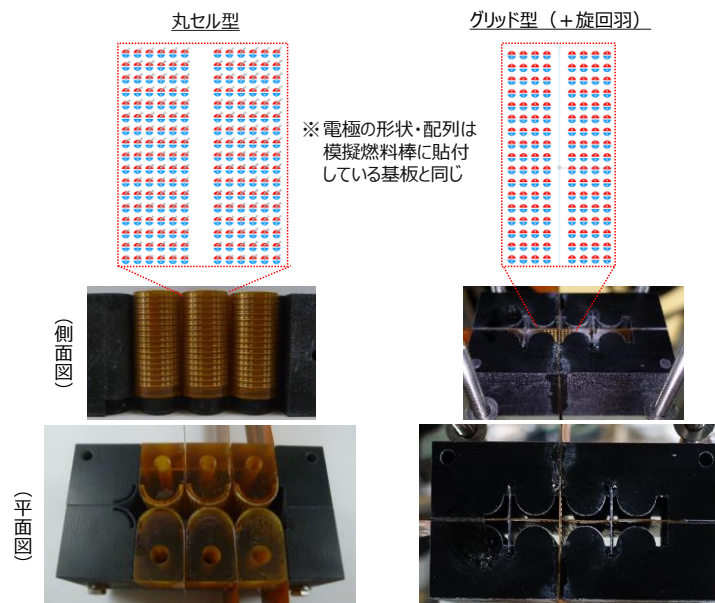 丸セル型
グリッド型（＋旋回羽）
※電極の形状・配列は
模擬燃料棒に貼付
している基板と同じ
（側面図）
（平面図）